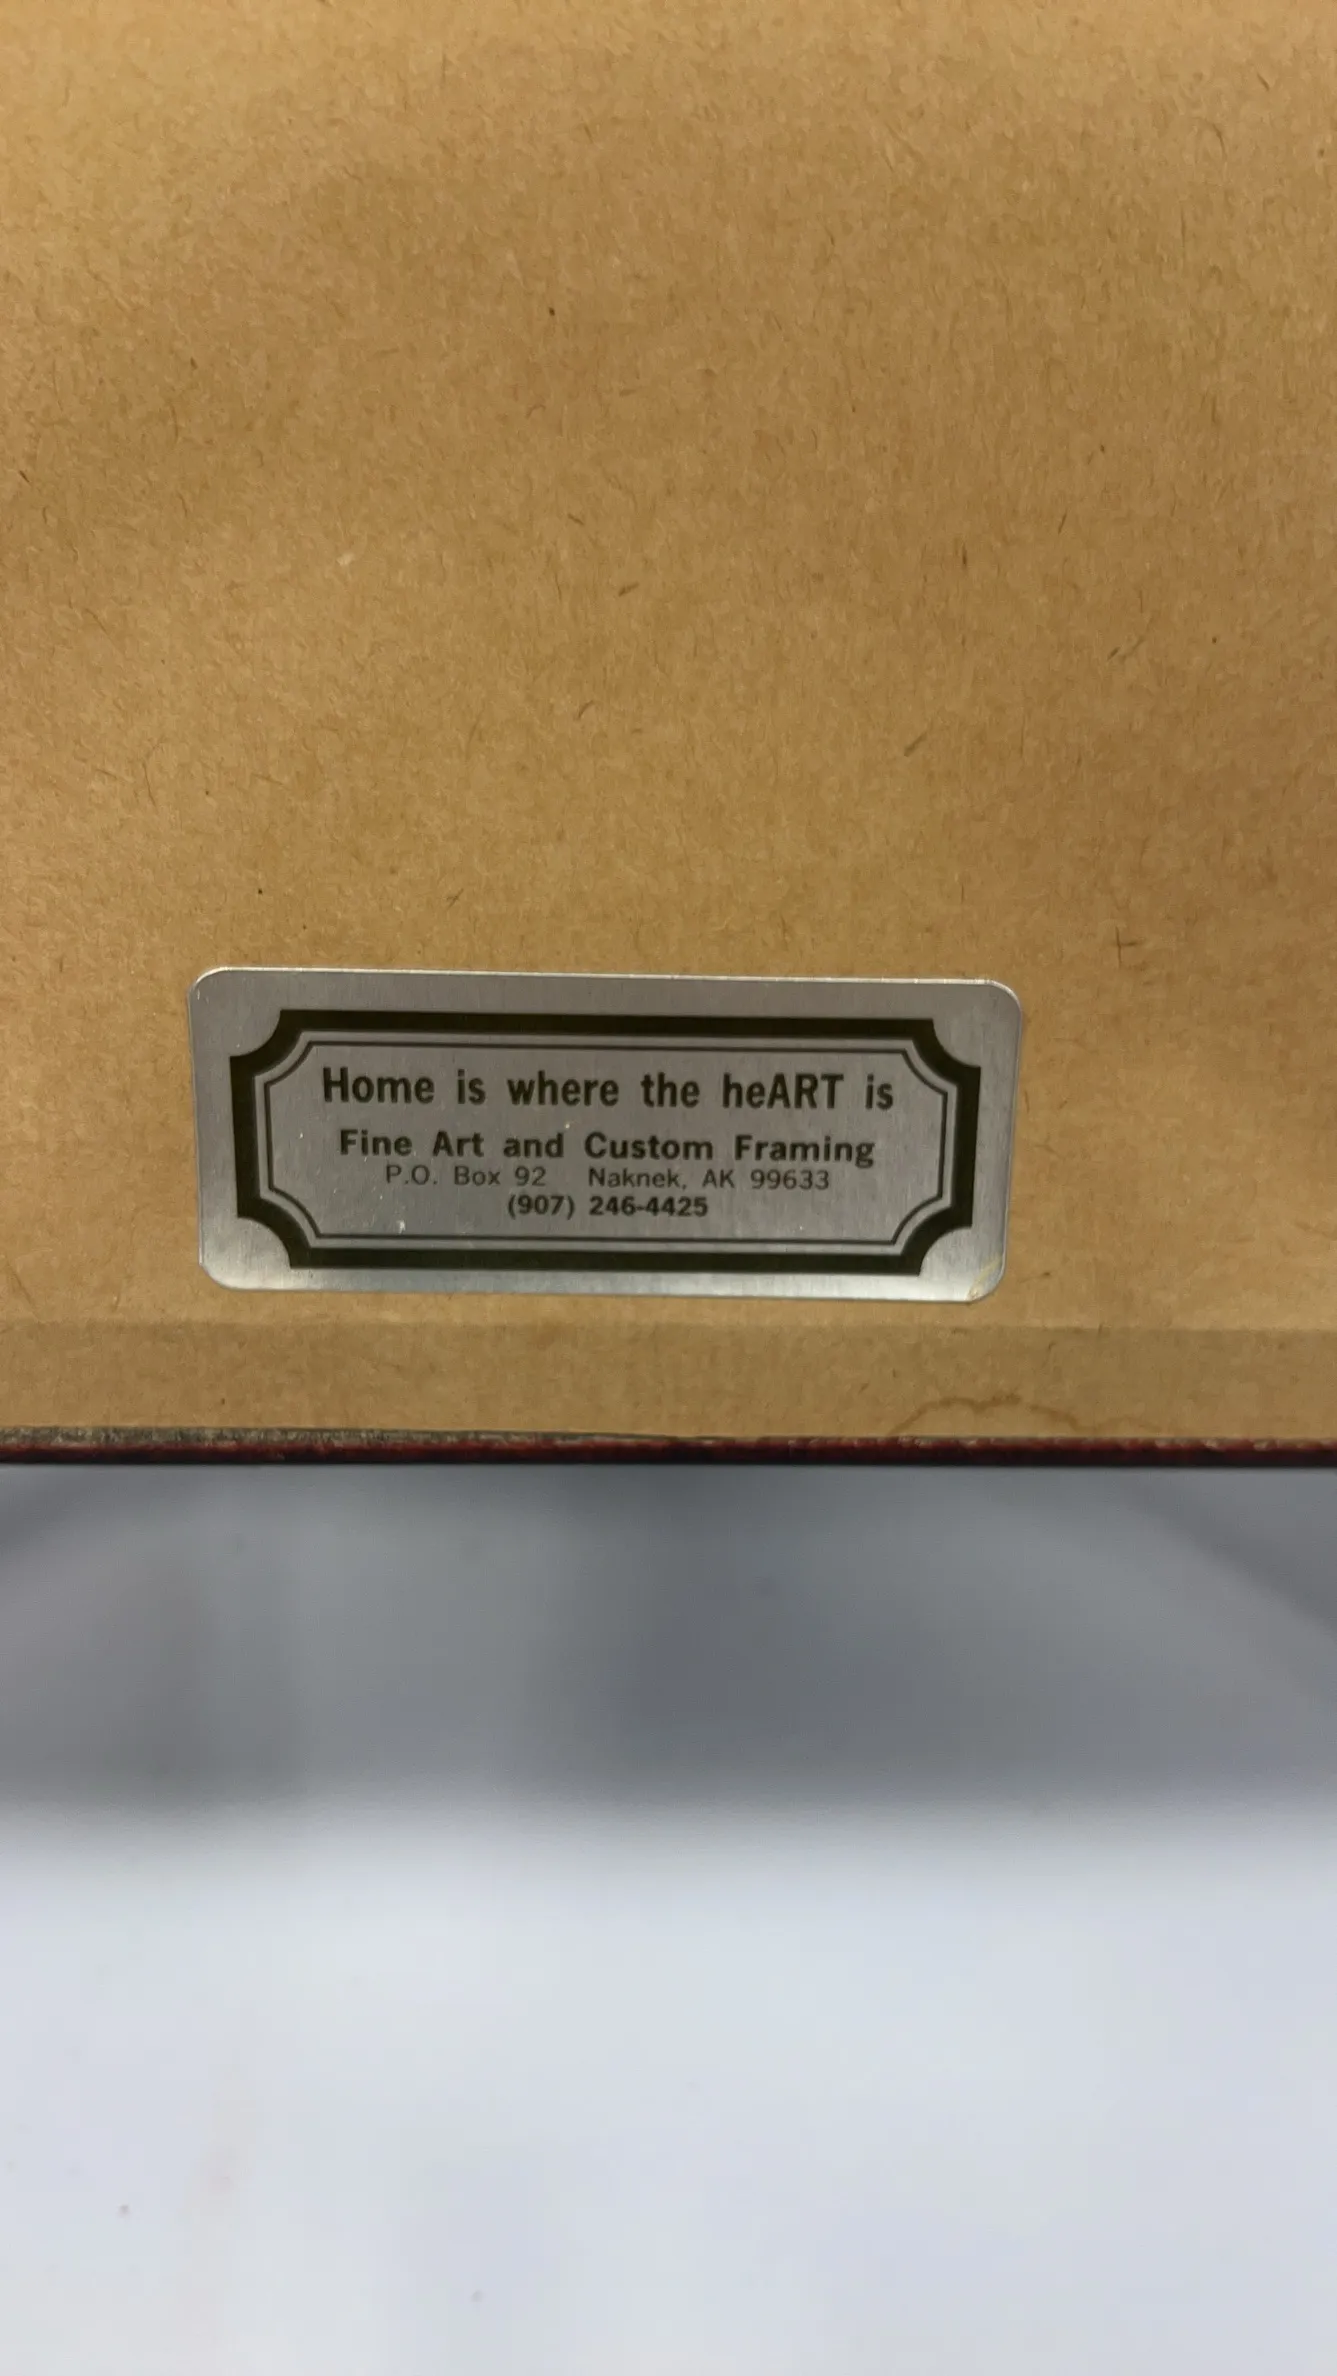 Home is where the heART is
Fine Art and Custom Framing
P.O. Box 92 Naknek, AK 99633
(907) 246-4425